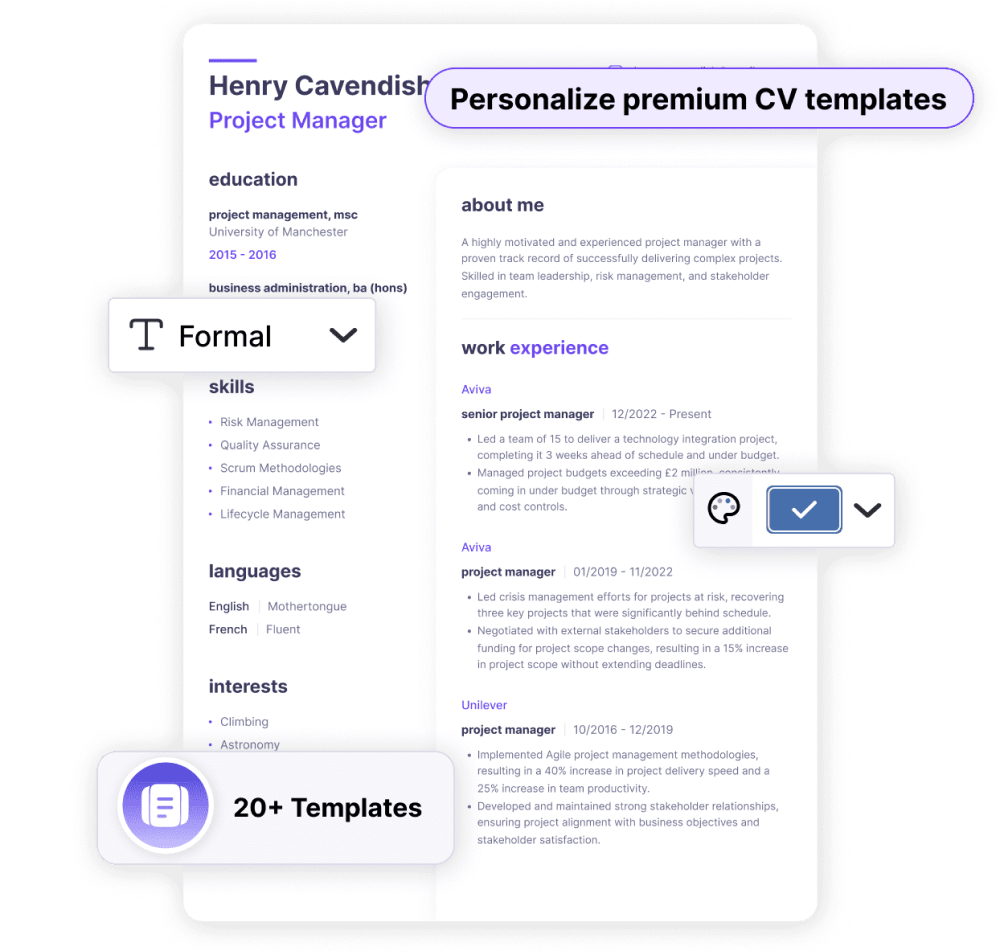 Henry Cavendish
Project Manager
Personalize premium CV templates
education
project management, msc
University of Manchester
2015 - 2016
business administration, ba (hons)
Formal
skills
• Risk Management
• Quality Assurance
• Scrum Methodologies
• Financial Management
• Lifecycle Management
languages
English | Mothertongue
French | Fluent
interests
• Climbing
• Astronomy
20+ Templates
about me
A highly motivated and experienced project manager with a
proven track record of successfully delivering complex projects.
Skilled in team leadership, risk management, and stakeholder
engagement.
work experience
Aviva
senior project manager | 12/2022 - Present
• Led a team of 15 to deliver a technology integration project,
completing it 3 weeks ahead of schedule and under budget.
• Managed project budgets exceeding £2 million, consistently
coming in under budget through strategic
and cost controls.
Aviva
project manager | 01/2019 - 11/2022
• Led crisis management efforts for projects at risk, recovering
three key projects that were significantly behind schedule.
• Negotiated with external stakeholders to secure additional
funding for project scope changes, resulting in a 15% increase
in project scope without extending deadlines.
Unilever
project manager | 10/2016 - 12/2019
• Implemented Agile project management methodologies,
resulting in a 40% increase in project delivery speed and a
25% increase in team productivity.
• Developed and maintained strong stakeholder relationships,
ensuring project alignment with business objectives and
stakeholder satisfaction.